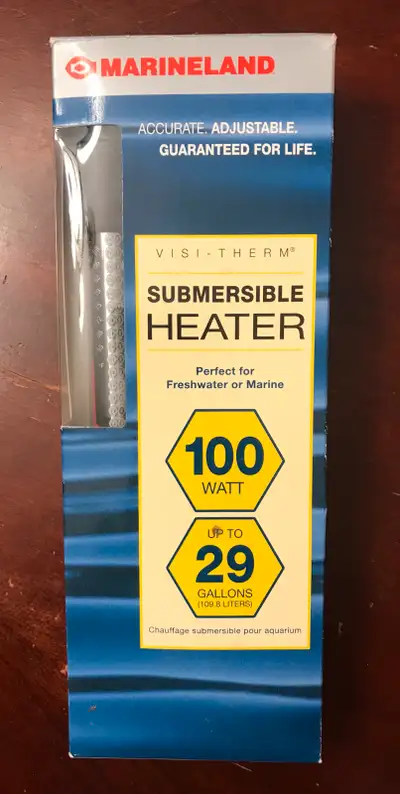 MARINELAND
ACCURATE. ADJUSTABLE.
GUARANTEED FOR LIFE.
VISI-THERM®
SUBMERSIBLE
HEATER
Perfect for
Freshwater or Marine
100
WATT
UP TO
29
GALLONS
(109.8 LITERS)
Chauffage submersible pour aquarium